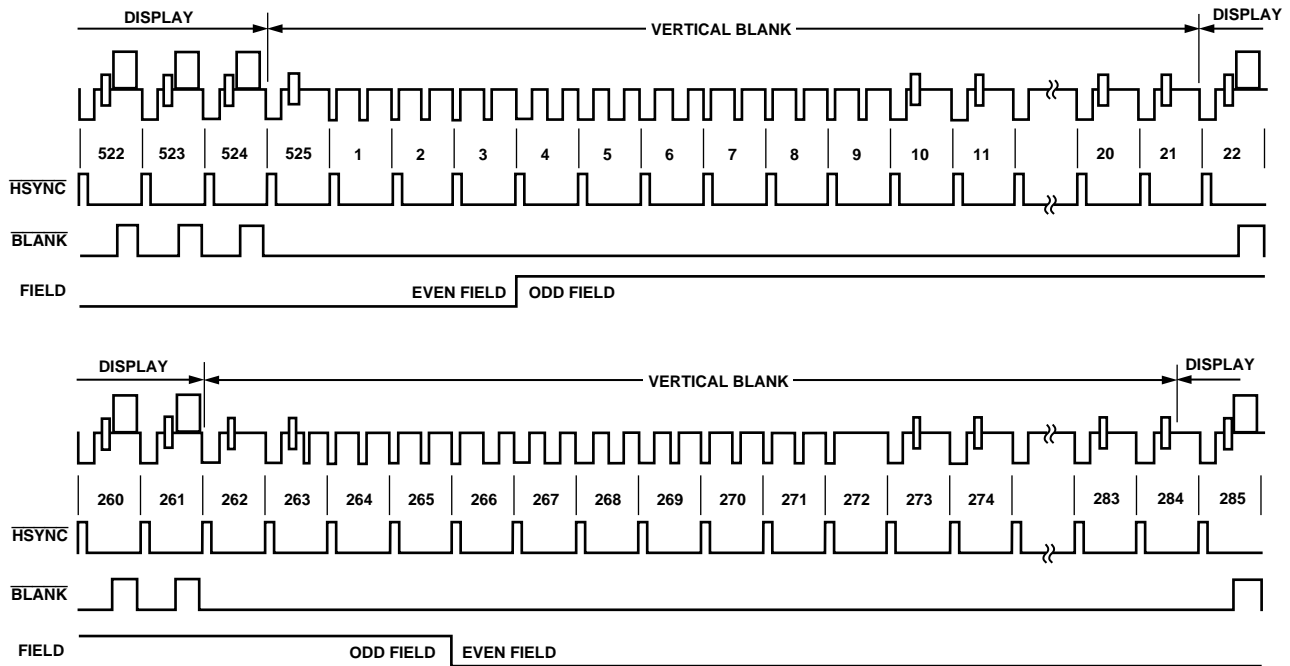 DISPLAY VERTICAL BLANK DISPLAY
522 523 524 525 1 2 3 4 5 6 7 8 9 10 11 20 21 22
HSYNC
BLANK
FIELD EVEN FIELD ODD FIELD
DISPLAY VERTICAL BLANK DISPLAY
260 261 262 263 264 265 266 267 268 269 270 271 272 273 274 283 284 285
HSYNC
BLANK
FIELD ODD FIELD EVEN FIELD